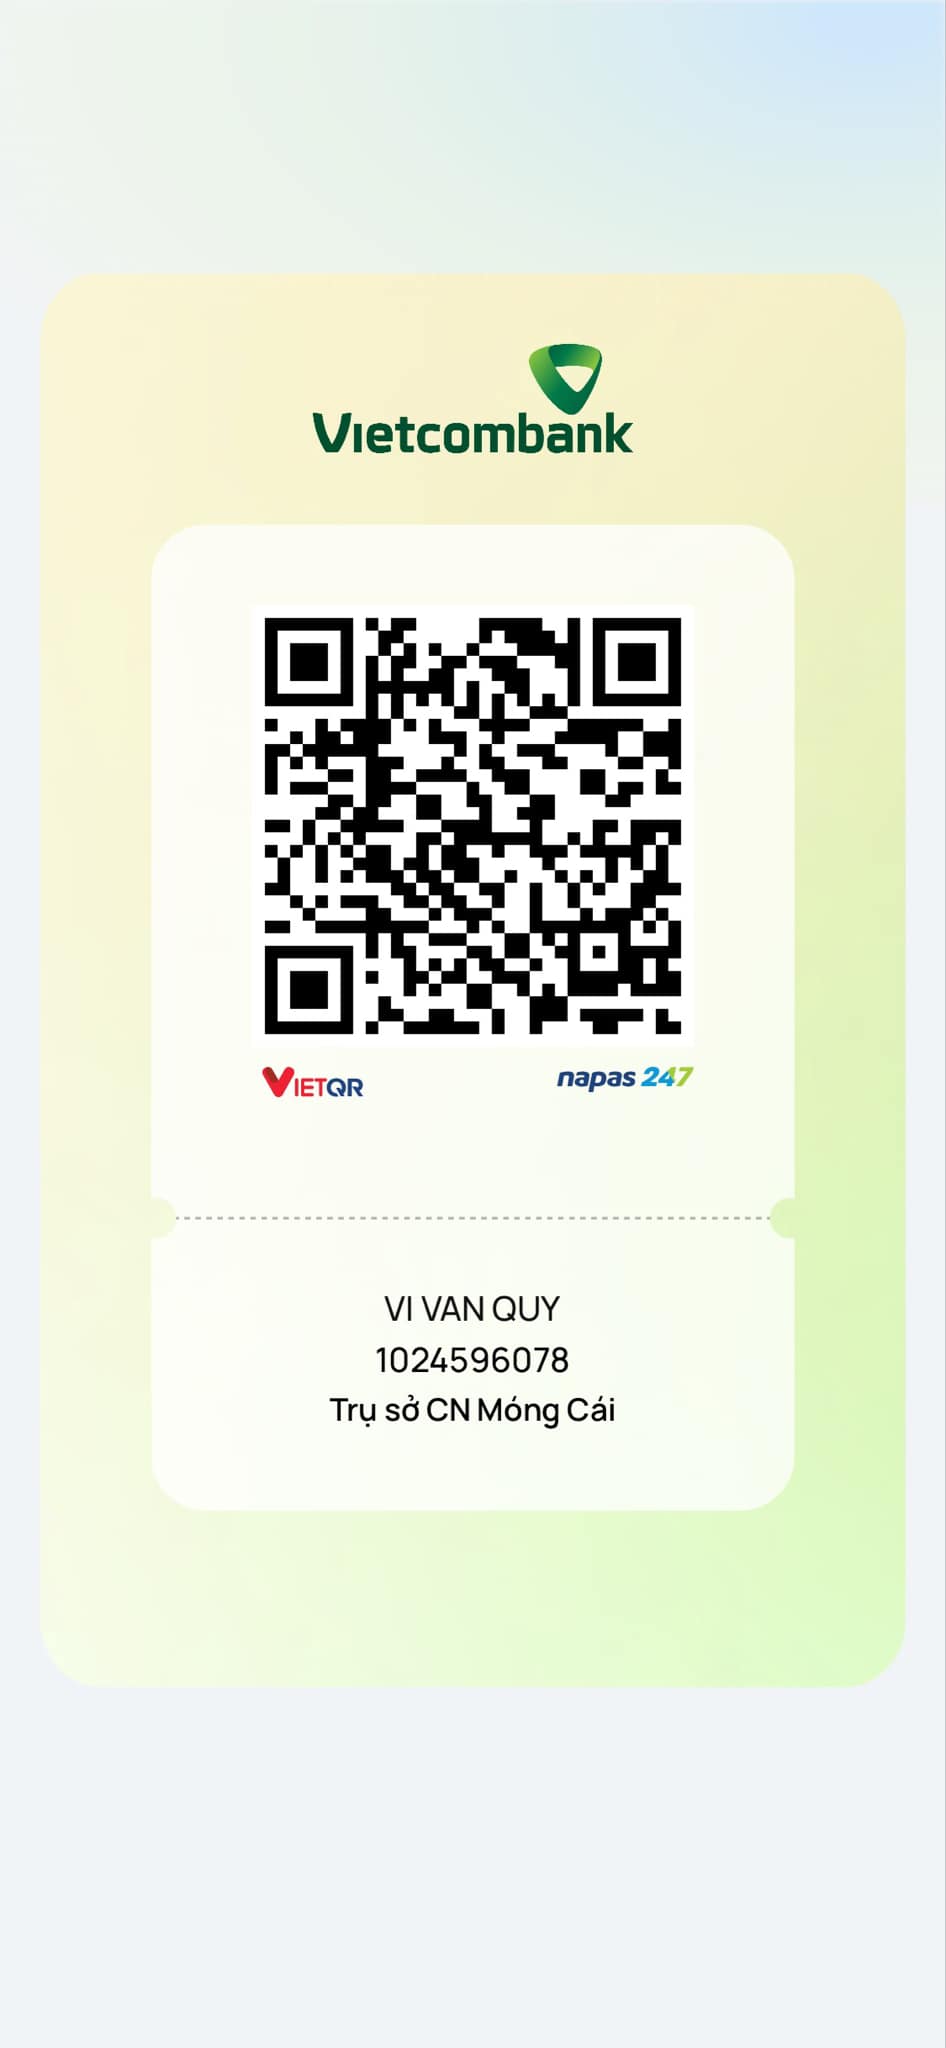 Vietcombank
VIETQR
napas 247
VI VAN QUY
1024596078
Trụ sở CN Móng Cái